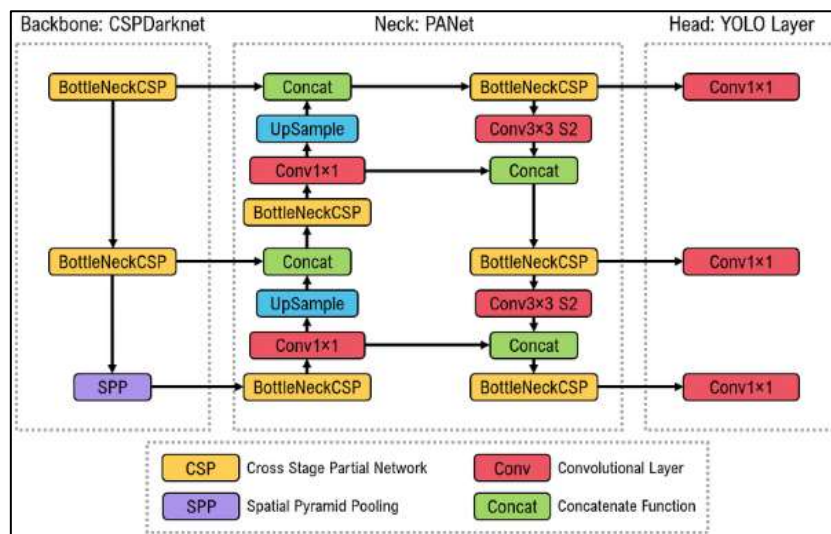 Backbone: CSPDarknet
Neck: PANet
Head: YOLO Layer
BottleNeckCSP
Concat
BottleNeckCSP
Conv1×1
UpSample
Conv3×3 S2
Conv1×1
Concat
BottleNeckCSP
BottleNeckCSP
Concat
BottleNeckCSP
Conv1×1
UpSample
Conv3×3 S2
Conv1×1
Concat
SPP
BottleNeckCSP
BottleNeckCSP
Conv1×1
CSP
Cross Stage Partial Network
Conv
Convolutional Layer
SPP
Spatial Pyramid Pooling
Concat
Concatenate Function